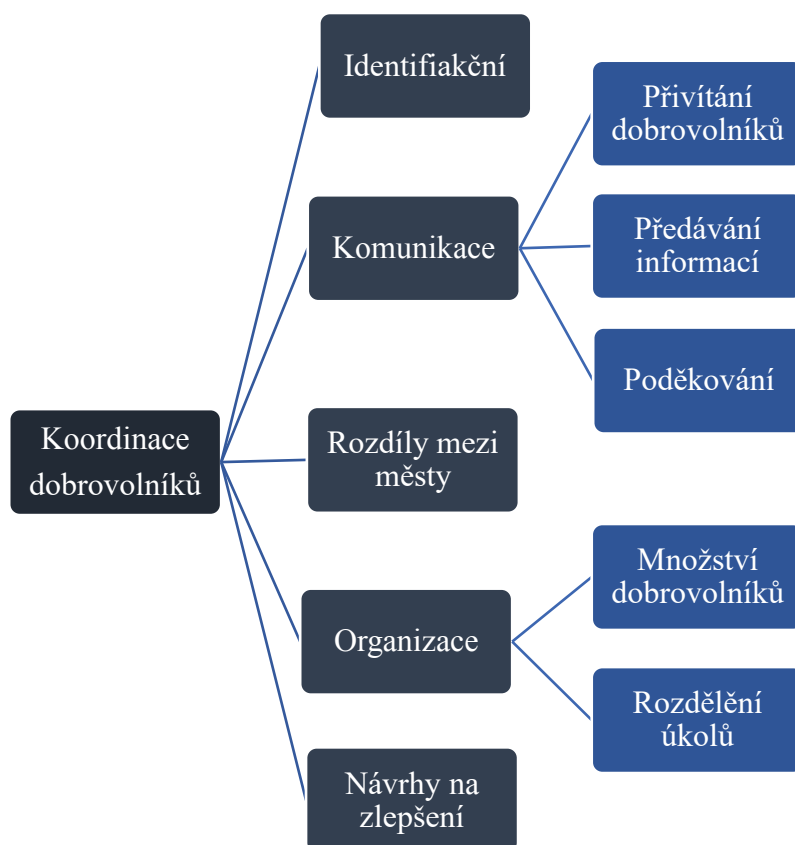 Identifiakční
Přivítání
dobrovolníků
Komunikace
Předávání
informací
Poděkování
Koordinace
dobrovolníků
Rozdíly mezi
městy
Organizace
Množství
dobrovolníků
Rozdělění
úkolů
Návrhy na
zlepšení